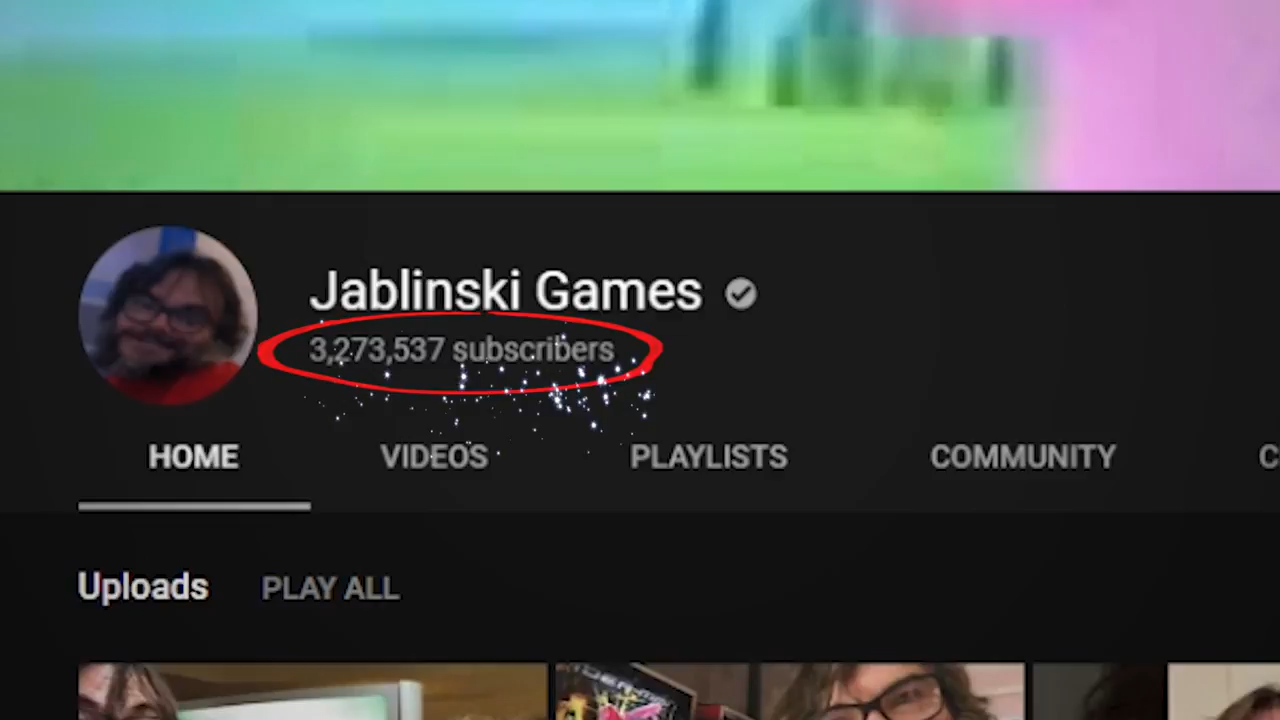 Jablinski Games
3,273,537 subscribers
HOME VIDEOS PLAYLISTS COMMUNITY C
Uploads PLAY ALL